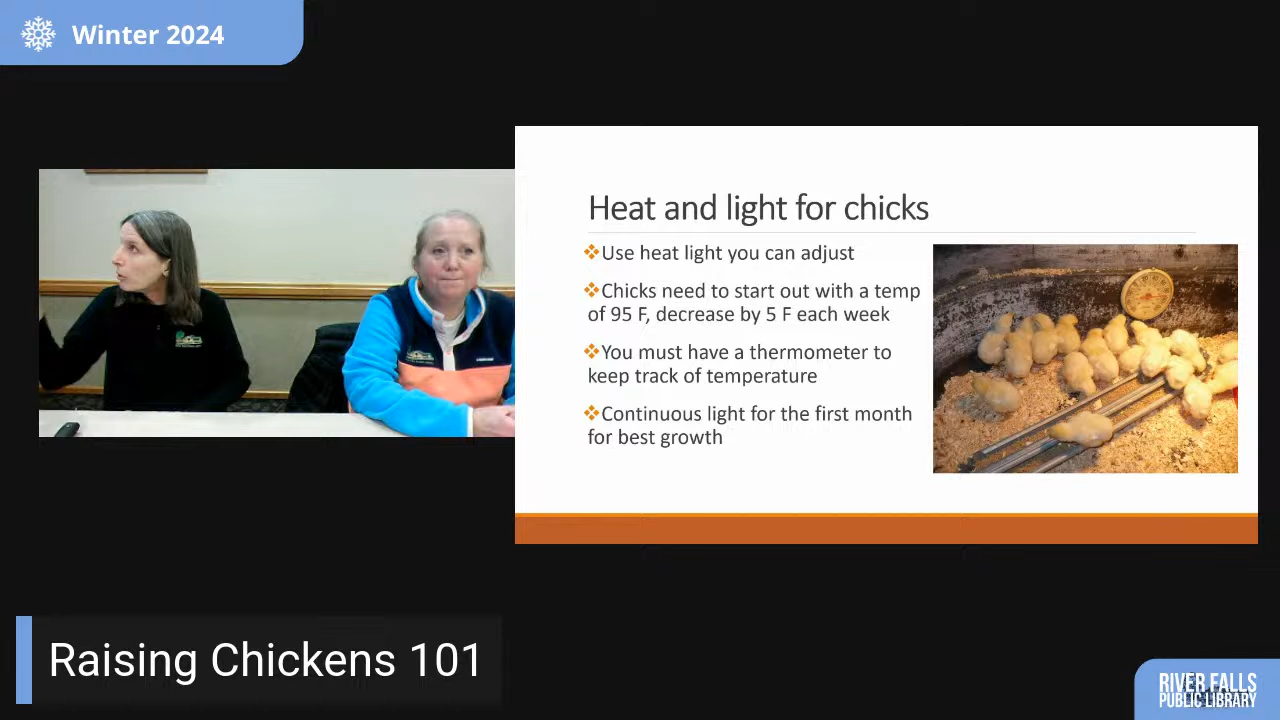 Winter 2024
Heat and light for chicks
❖Use heat light you can adjust
❖Chicks need to start out with a temp
of 95 F, decrease by 5 F each week
❖You must have a thermometer to
keep track of temperature
❖Continuous light for the first month
for best growth
Raising Chickens 101
RIVER FALLS
PUBLIC LIBRARY